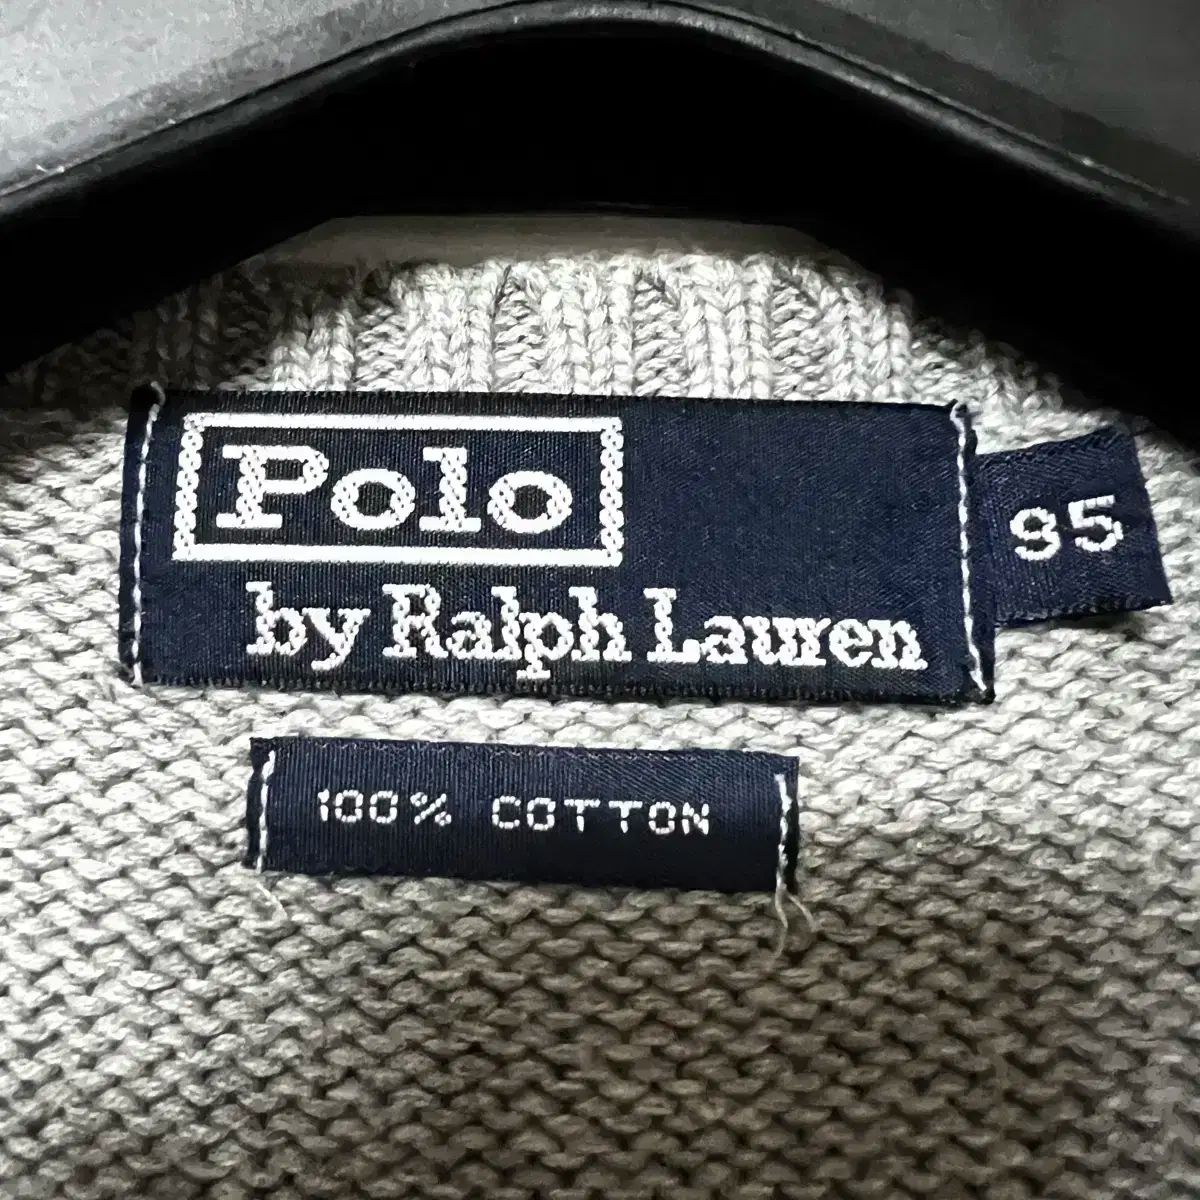 Polo
by Ralph Lauren
95
100% COTTON